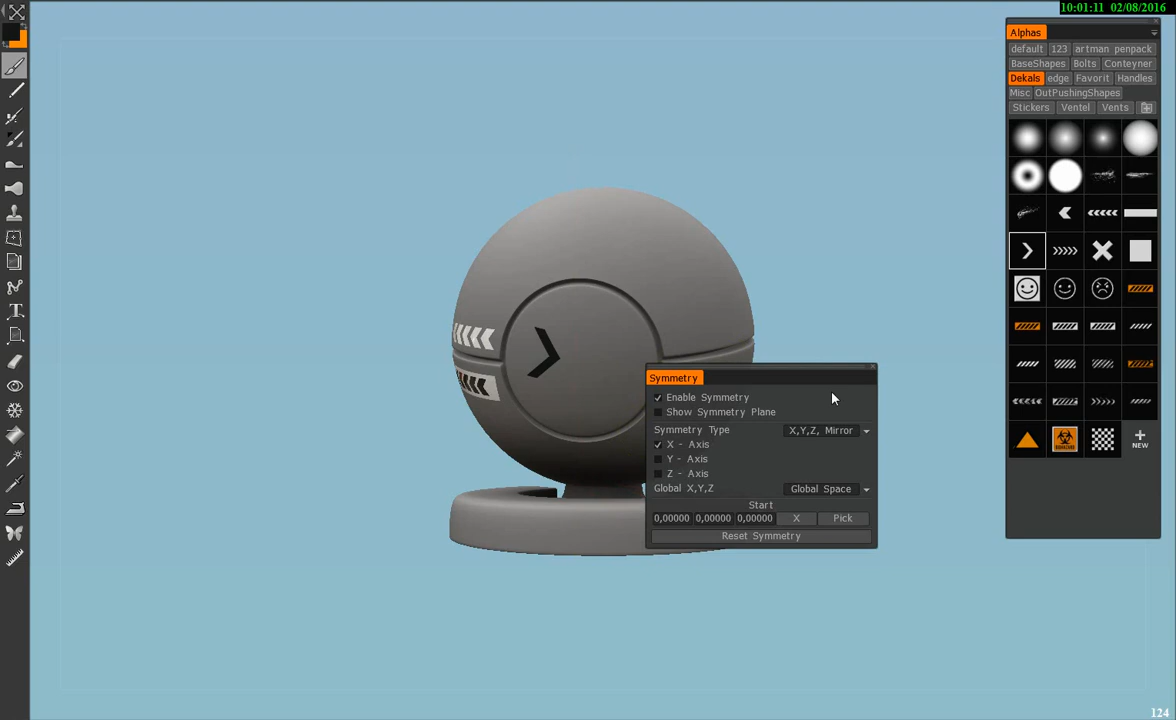 10:01:11 02/08/2016
Alphas
default 123 artman penpack
BaseShapes Bolts Conteyner
Dekals edge Favorit Handles
Misc OutPushingShapes
Stickers Ventel Vents
NEW
Symmetry
Enable Symmetry
Show Symmetry Plane
Symmetry Type X,Y,Z, Mirror
X - Axis
Y - Axis
Z - Axis
Global X,Y,Z Global Space
Start
0,00000 0,00000 0,00000 X Pick
Reset Symmetry
124